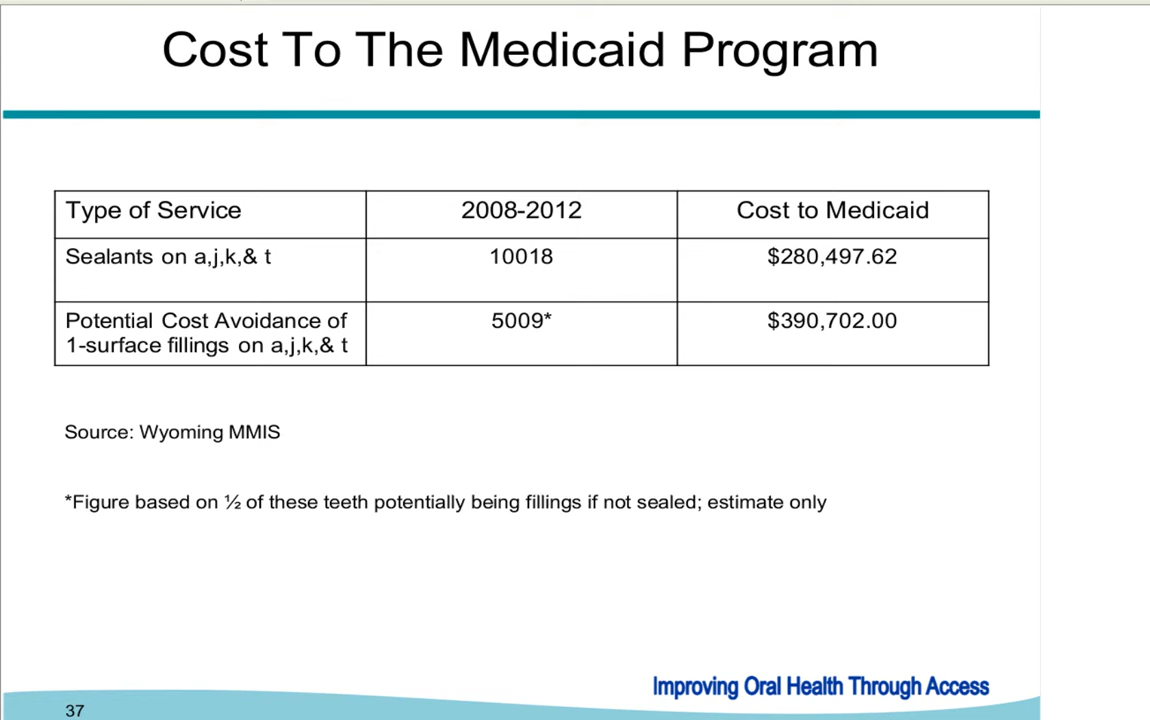 Cost To The Medicaid Program
Type of Service 2008-2012 Cost to Medicaid
Sealants on a,j,k,& t 10018 $280,497.62
Potential Cost Avoidance of 5009* $390,702.00
1-surface fillings on a,j,k,& t
Source: Wyoming MMIS
*Figure based on ½ of these teeth potentially being fillings if not sealed; estimate only
Improving Oral Health Through Access
37